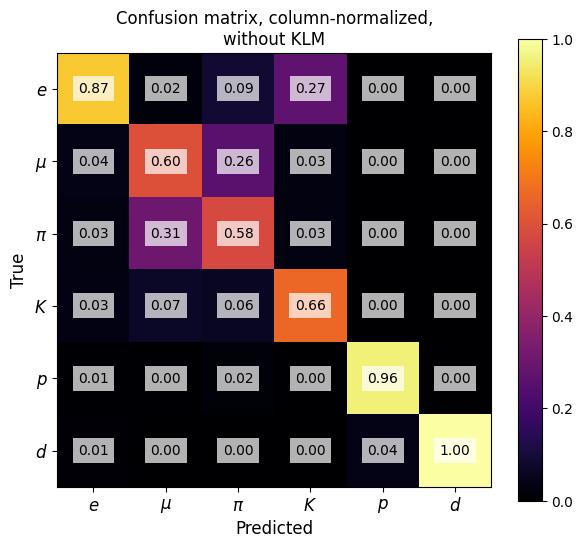 Confusion matrix, column-normalized,
without KLM
True
e 0.87 0.02 0.09 0.27 0.00 0.00
μ 0.04 0.60 0.26 0.03 0.00 0.00
π 0.03 0.31 0.58 0.03 0.00 0.00
K 0.03 0.07 0.06 0.66 0.00 0.00
p 0.01 0.00 0.02 0.00 0.96 0.00
d 0.01 0.00 0.00 0.00 0.04 1.00
e μ π K p d
Predicted
1.0
0.8
0.6
0.4
0.2
0.0